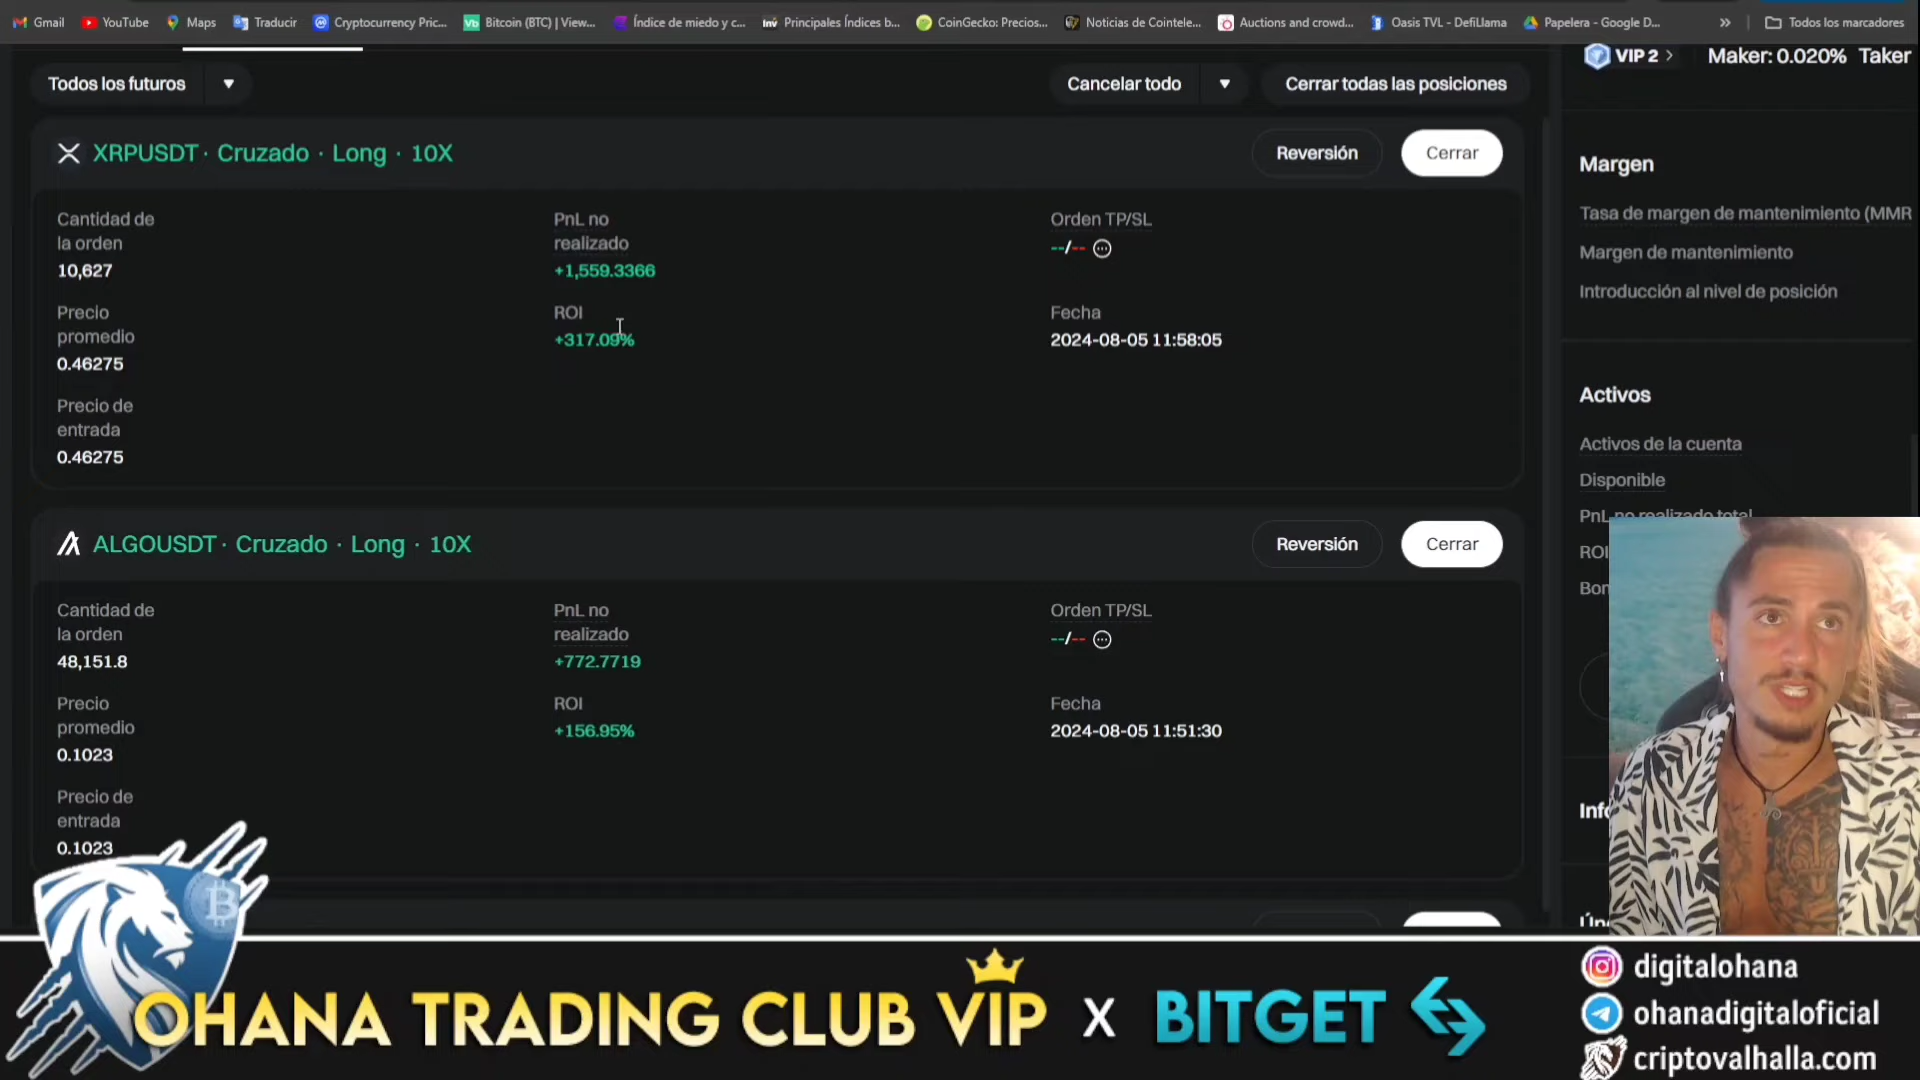 Gmail YouTube Maps Traducir Cryptocurrency Pric... Bitcoin (BTC) | View... Índice de miedo y c... Principales Índices b... CoinGecko: Precios... Noticias de Cointele... Auctions and crowd... Oasis TVL - DefiLlama Papelera - Google D... » Todos los marcadores
VIP 2 > Maker: 0.020% Taker
Todos los futuros
Cancelar todo
Cerrar todas las posiciones
XRPUSDT · Cruzado · Long · 10X
Reversión
Cerrar
Cantidad de
la orden
10,627
PnL no
realizado
+1,559.3366
Orden TP/SL
--/--
Precio
promedio
0.46275
ROI
+317.09%
Fecha
2024-08-05 11:58:05
Precio de
entrada
0.46275
ALGOUSDT · Cruzado · Long · 10X
Reversión
Cerrar
Cantidad de
la orden
48,151.8
PnL no
realizado
+772.7719
Orden TP/SL
--/--
Precio
promedio
0.1023
ROI
+156.95%
Fecha
2024-08-05 11:51:30
Precio de
entrada
0.1023
Margen
Tasa de margen de mantenimiento (MMR
Margen de mantenimiento
Introducción al nivel de posición
Activos
Activos de la cuenta
Disponible
PnL no realizado total
ROI
Bon
Info
OHANA TRADING CLUB VIP X BITGET
digitalohana
ohanadigitaloficial
criptovalhalla.com